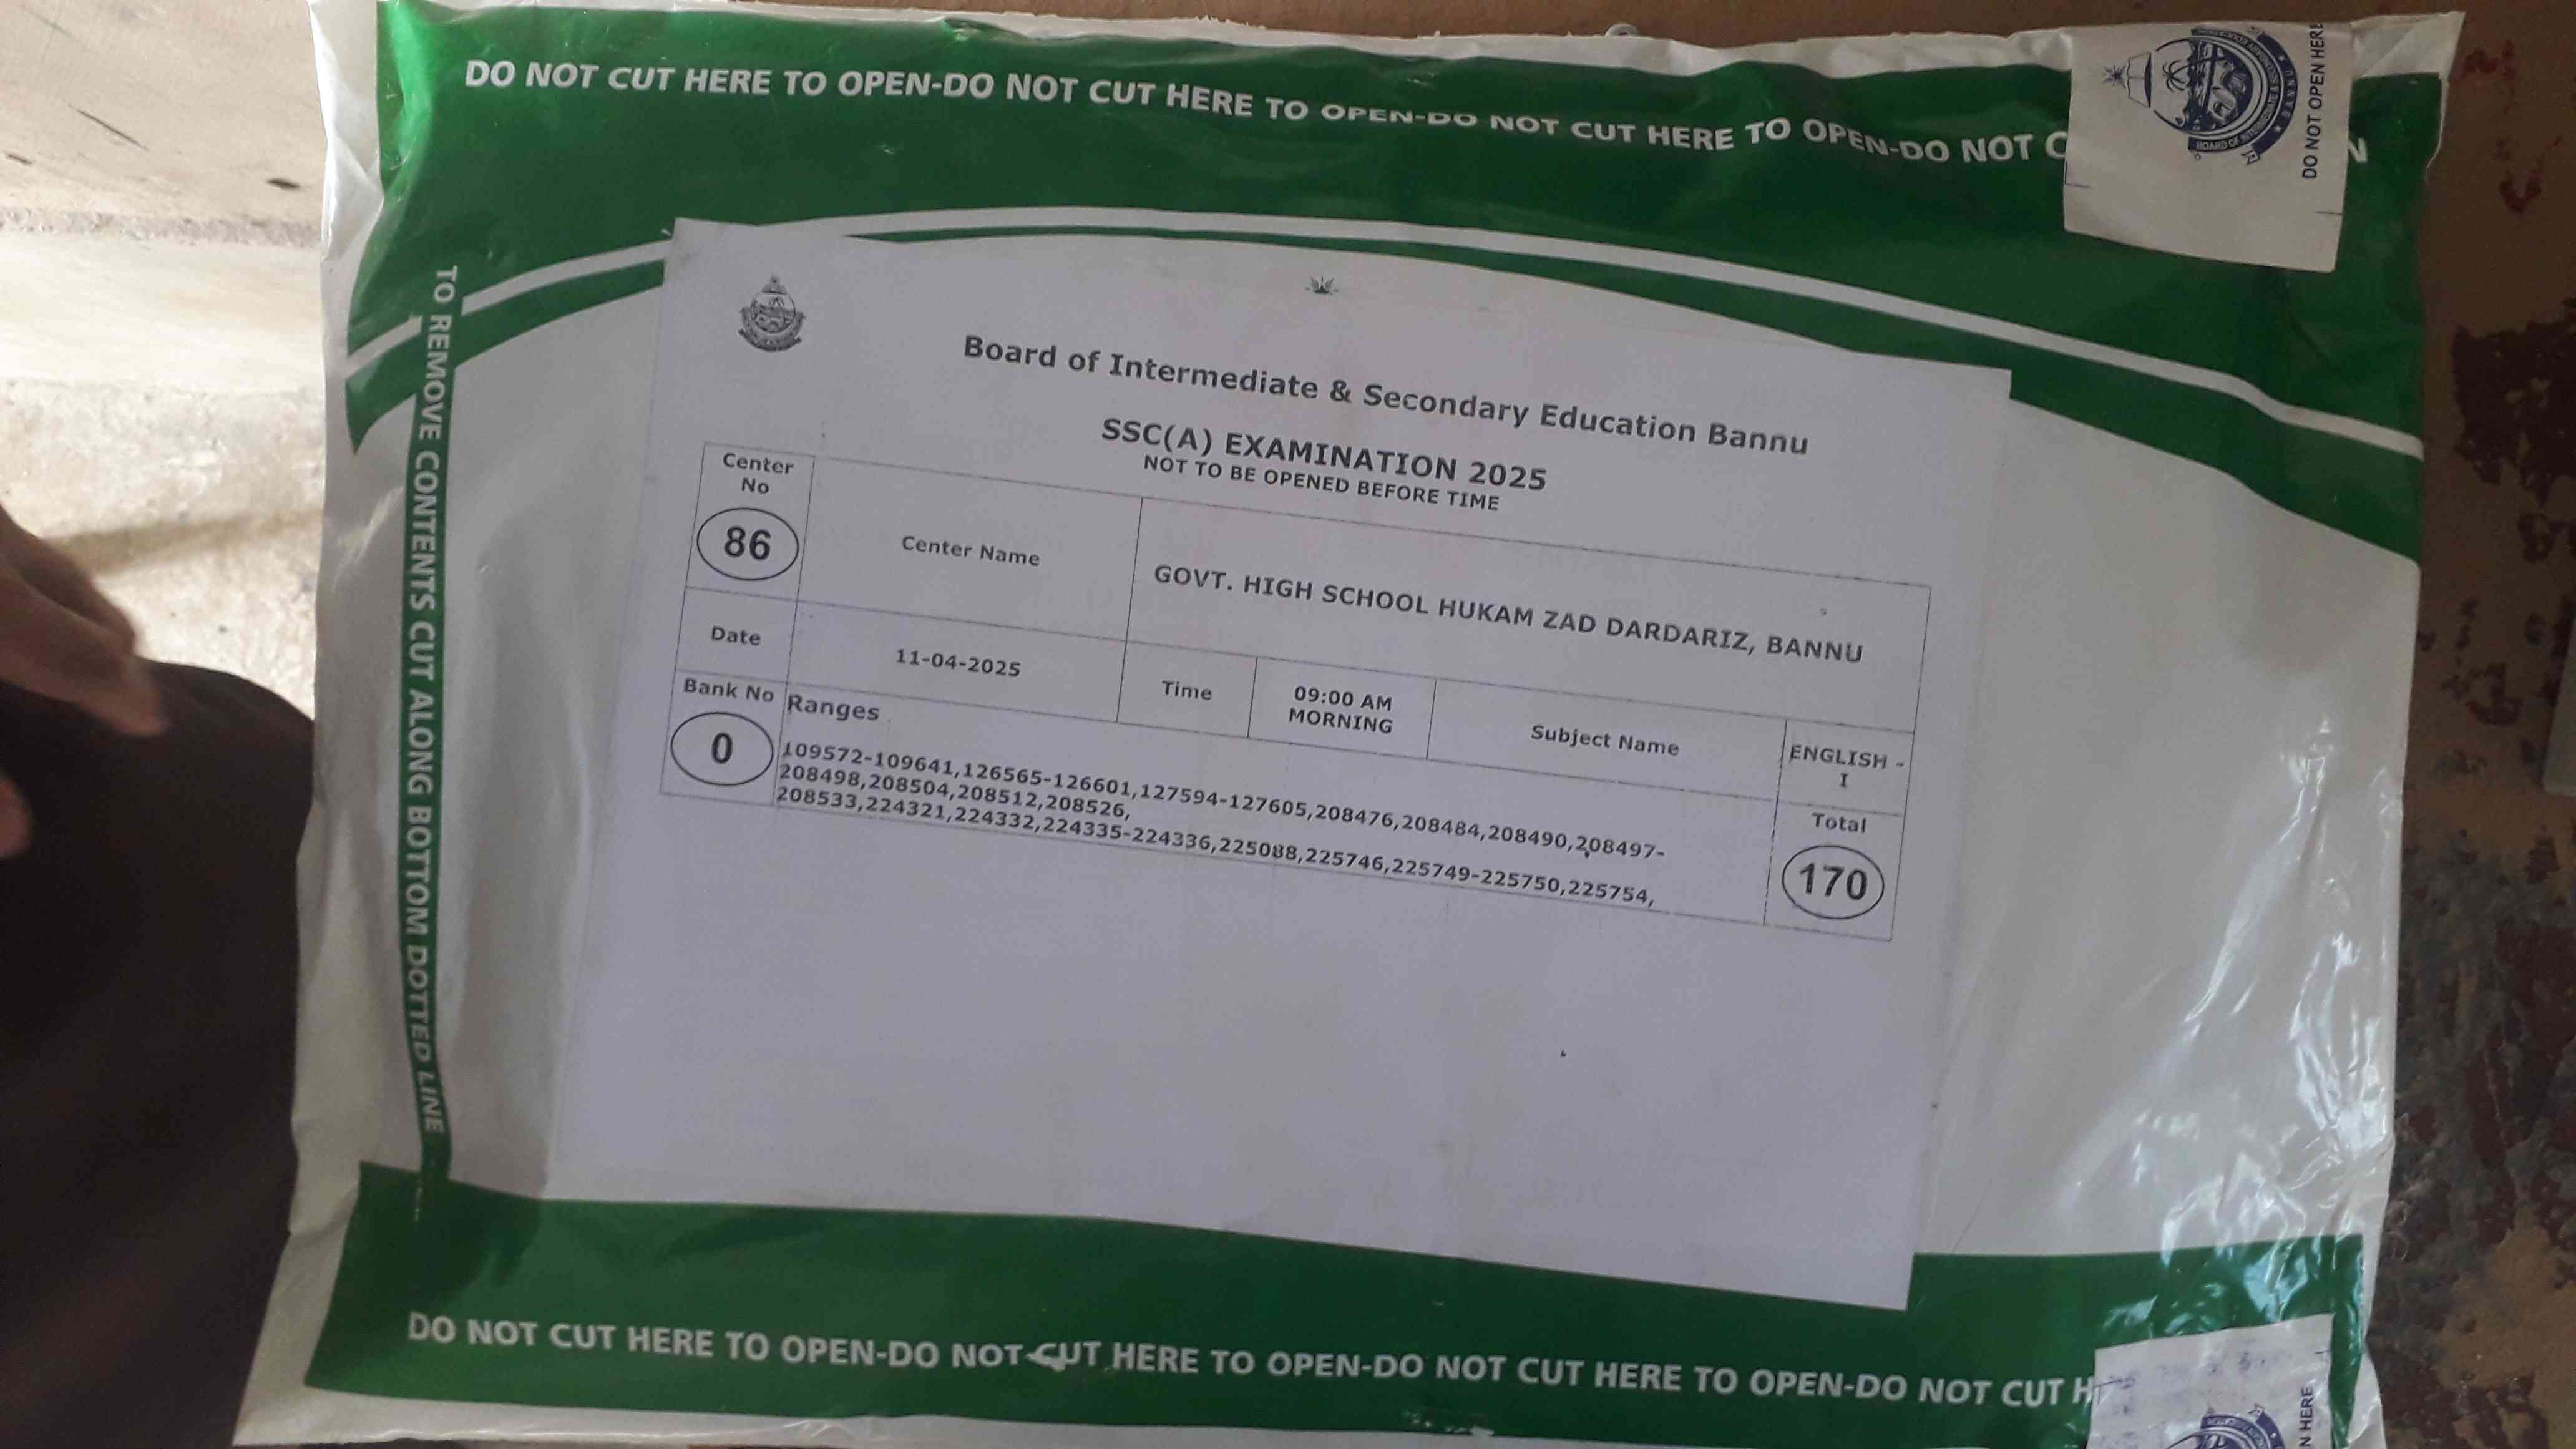 DO NOT CUT HERE TO OPEN-DO NOT CUT HERE TO OPEN-DO NOT CUT HERE TO OPEN-DO NOT C
N
DO NOT OPEN HERE
TO REMOVE CONTENTS CUT ALONG BOTTOM DOTTED LINE
Board of Intermediate & Secondary Education Bannu
SSC(A) EXAMINATION 2025
NOT TO BE OPENED BEFORE TIME
Center No
86
Center Name
GOVT. HIGH SCHOOL HUKAM ZAD DARDARIZ, BANNU
Date
11-04-2025
Time
09:00 AM
MORNING
Subject Name
ENGLISH -
I
Bank No
0
Ranges
109572-109641,126565-126601,127594-127605,208476,208484,208490,208497-
208498,208504,208512,208526,
208533,224321,224332,224335-224336,225088,225746,225749-225750,225754,
Total
170
DO NOT CUT HERE TO OPEN-DO NOT CUT HERE TO OPEN-DO NOT CUT HERE TO OPEN-DO NOT CUT H
N HERE